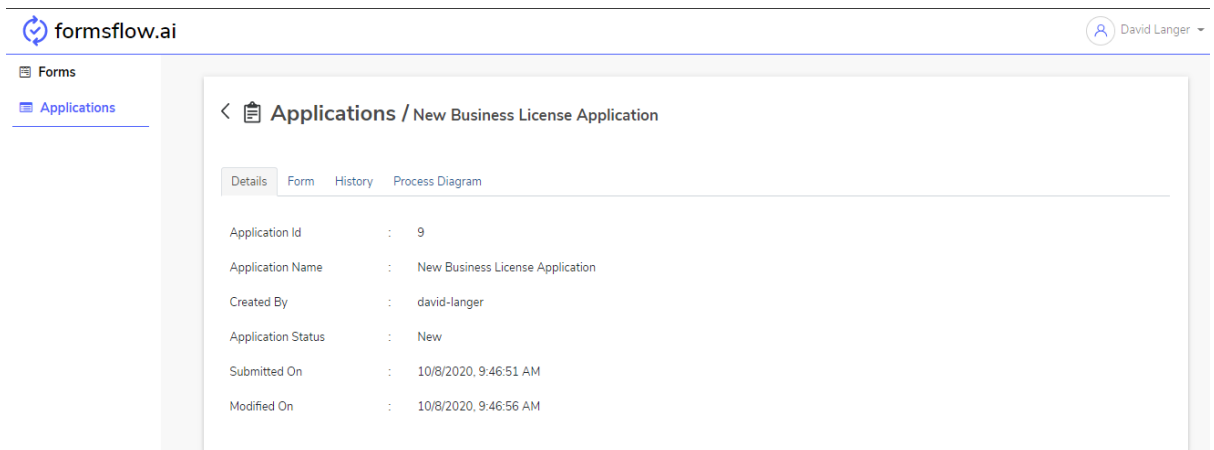 formsflow.ai
David Langer
Forms
Applications
Applications / New Business License Application
Details Form History Process Diagram
Application Id : 9
Application Name : New Business License Application
Created By : david-langer
Application Status : New
Submitted On : 10/8/2020, 9:46:51 AM
Modified On : 10/8/2020, 9:46:56 AM